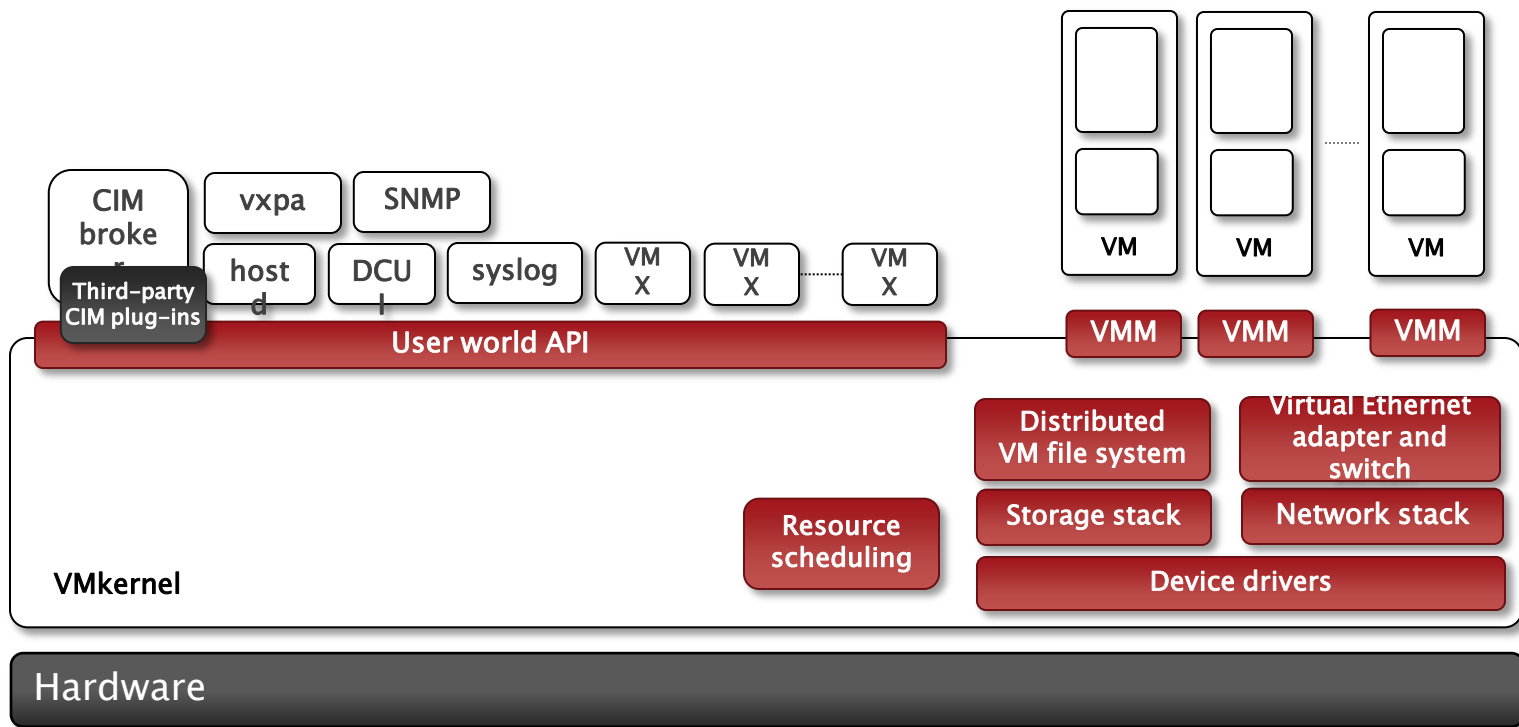 CIM
broke
r
vxpa
SNMP
host
d
DCU
I
syslog
VM
X
VM
X
VM
X
Third-party
CIM plug-ins
User world API
VM
VM
VM
VMM
VMM
VMM
Distributed
VM file system
Virtual Ethernet
adapter and
switch
Storage stack
Network stack
Resource
scheduling
Device drivers
VMkernel
Hardware